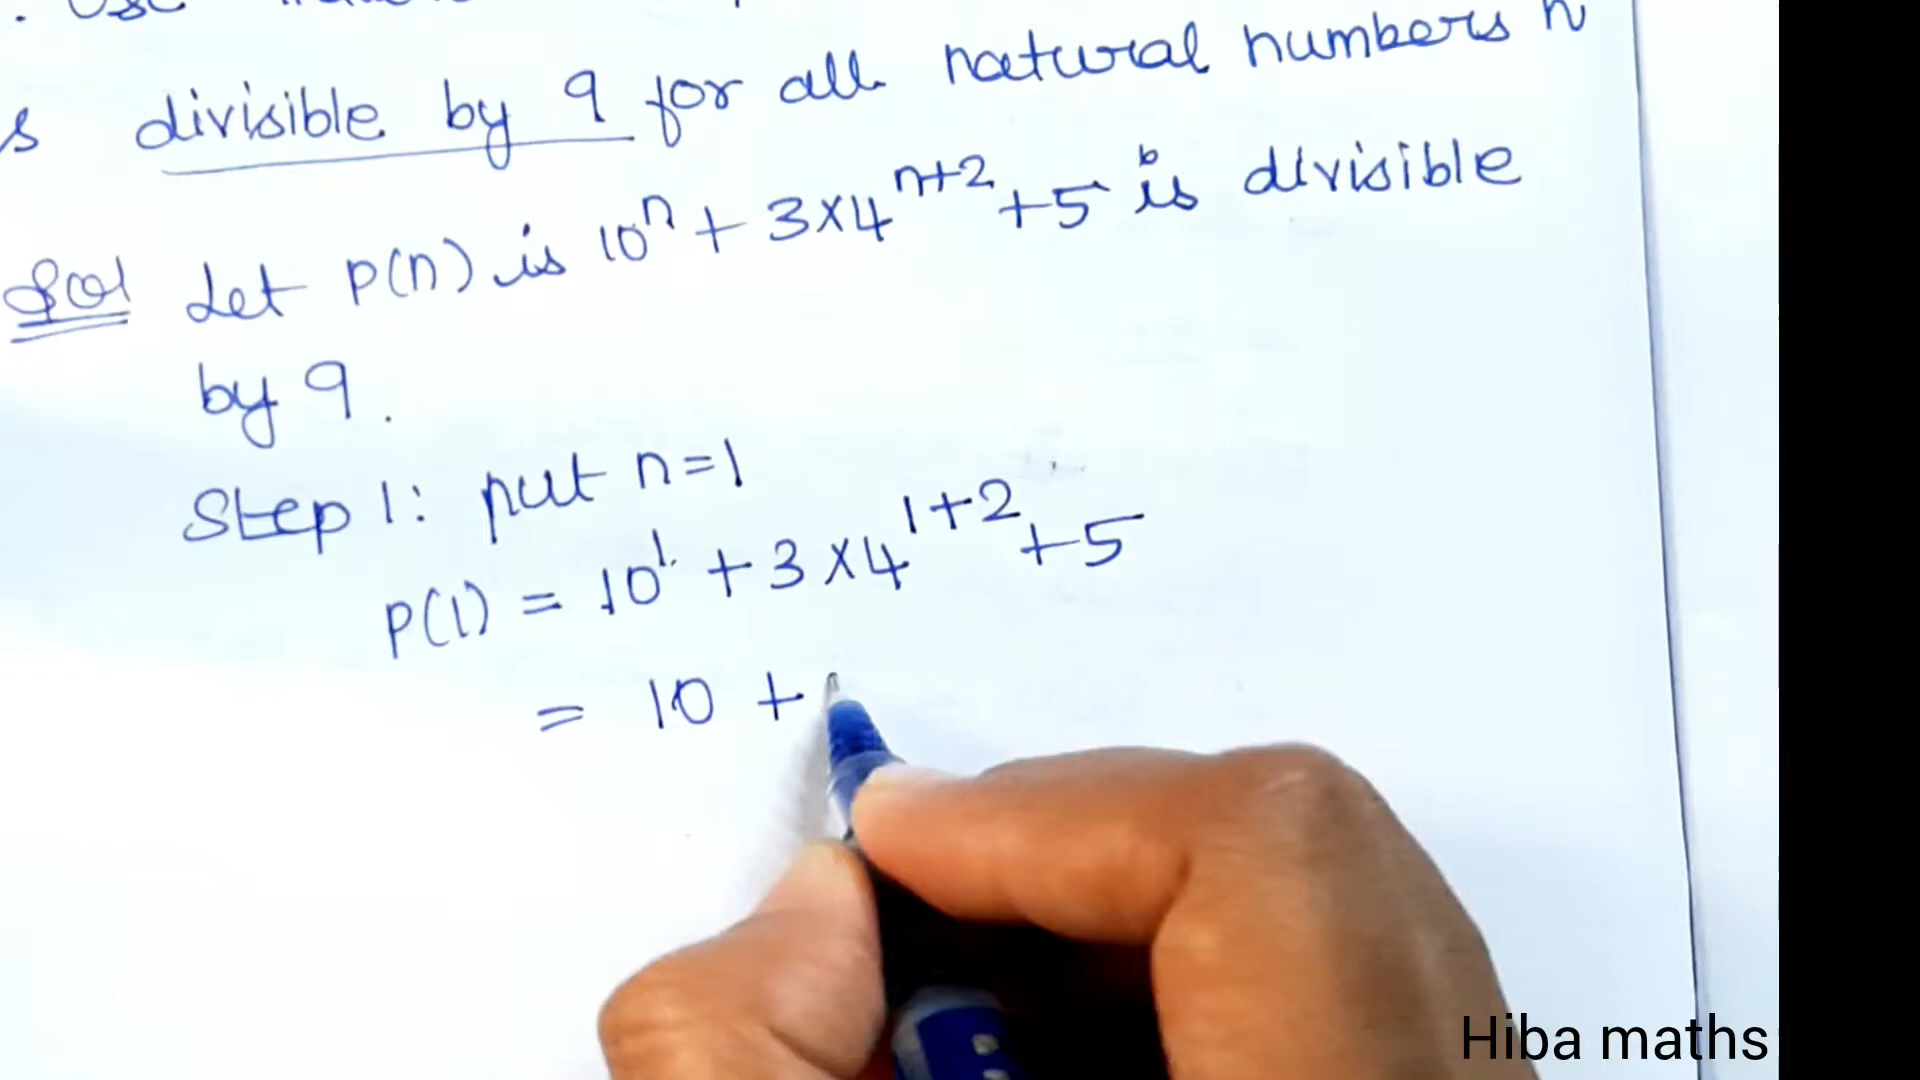 . Use
s divisible by 9 for all natural numbers n
Sol Let P(n) is 10ⁿ + 3×4ⁿ⁺² + 5 is divisible
by 9.
Step 1: put n=1
P(1) = 10¹ + 3×4¹⁺² + 5
= 10 +
Hiba maths